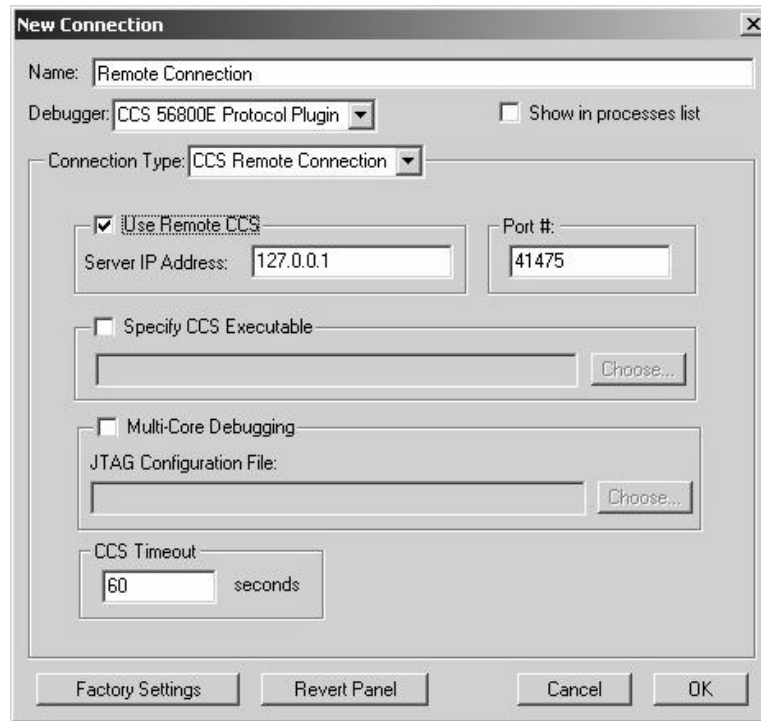 New Connection
Name: Remote Connection
Debugger: CCS 56800E Protocol Plugin Show in processes list
Connection Type: CCS Remote Connection
Use Remote CCS Port #:
Server IP Address: 127.0.0.1 41475
Specify CCS Executable
Choose...
Multi-Core Debugging
JTAG Configuration File:
Choose...
CCS Timeout
60 seconds
Factory Settings Revert Panel Cancel OK